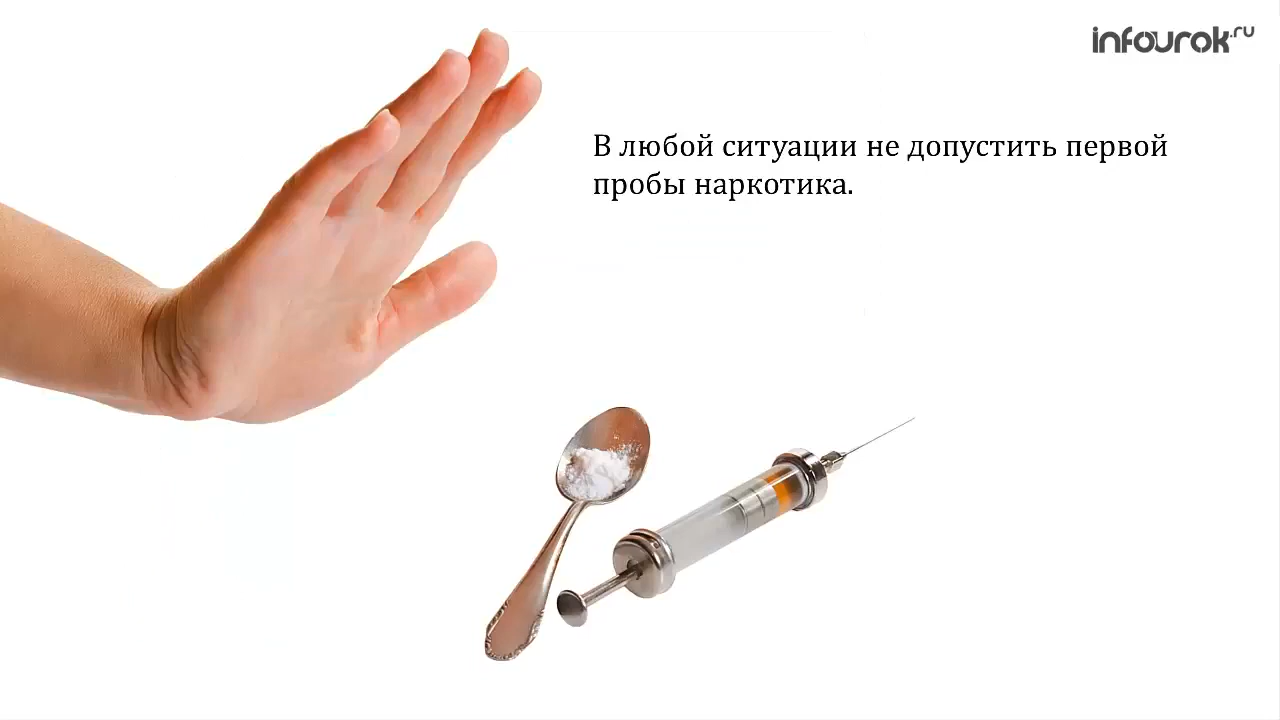 infourok.ru
В любой ситуации не допустить первой
пробы наркотика.